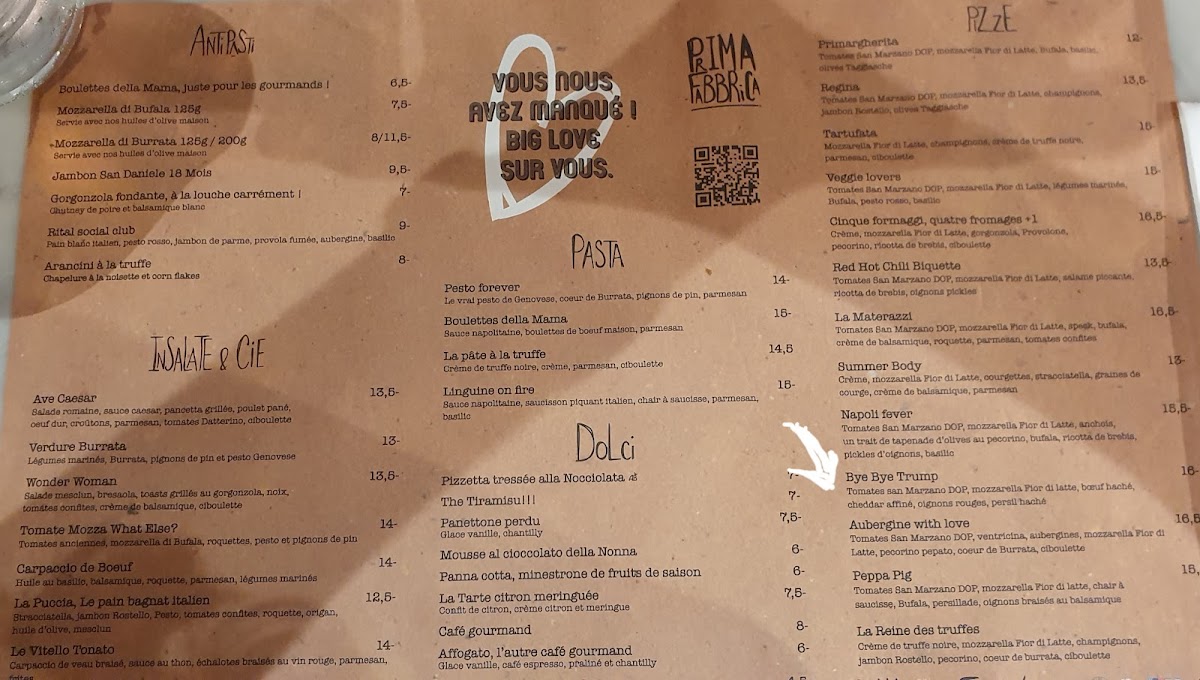 ANTIPASTI
Boulettes della Mama, juste pour les gourmands ! 6,5-
Mozzarella di Bufala 125g 7,5-
Servie avec nos huiles d'olive maison
Mozzarella di Burrata 125g / 200g 8/11,5-
Servie avec nos huiles d'olive maison
Jambon San Daniele 18 Mois 9,5-
Gorgonzola fondante, à la louche carrément ! 7-
Chutney de poire et balsamique blanc
Rital social club 9-
Pain blanc italien, pesto rosso, jambon de parme, provola fumée, aubergine, basilic
Arancini à la truffe 8-
Chapelure à la noisette et corn flakes
INSALATE & CIE
Ave Caesar 13,5-
Salade romaine, sauce caesar, pancetta grillée, poulet pané,
oeuf dur, croûtons, parmesan, tomates Datterino, ciboulette
Verdure Burrata 13-
Légumes marinés, Burrata, pignons de pin et pesto Genovese
Wonder Woman 13,5-
Salade mesclun, bresaola, toasts grillés au gorgonzola, noix,
tomates confites, crème de balsamique, ciboulette
Tomate Mozza What Else? 14-
Tomates anciennes, mozzarella di Bufala, roquettes, pesto et pignons de pin
Carpaccio de Boeuf 14-
Huile au basilic, balsamique, roquette, parmesan, légumes marinés
La Puccia, Le pain bagnat italien 12,5-
Stracciatella, jambon Rostello, Pesto, tomates confites, roquette, origan,
huile d'olive, misclun
Le Vitello Tonato 14-
Carpaccio de veau braisé, sauce au thon, échalotes braisés au vin rouge, parmesan,
frites
VOUS NOUS
AVEZ MANQUÉ !
BIG LOVE
SUR VOUS.
PRIMA
FABBRICA
PASTA
Pesto forever 14-
Le vrai pesto de Genovese, coeur de Burrata, pignons de pin, parmesan
Boulettes della Mama 15-
Sauce napolitaine, boulettes de boeuf maison, parmesan
La pâte à la truffe 14,5
Crème de truffe noire, crème, parmesan, ciboulette
Linguine on fire 15-
Sauce napolitaine, saucisson piquant italien, chair à saucisse, parmesan,
basilic
DOLCI
Pizzetta tressée alla Nocciolata 7-
The Tiramisu!!! 7-
Panettone perdu 7,5-
Glace vanille, chantilly
Mousse al cioccolato della Nonna 6-
Panna cotta, minestrone de fruits de saison 6-
La Tarte citron meringuée 7,5-
Confit de citron, crème citron et meringue
Café gourmand 8-
Affogato, l'autre café gourmand 6-
Glace vanille, café espresso, praliné et chantilly
PIZZE
Primargherita 12-
Tomates San Marzano DOP, mozzarella Fior di Latte, Bufala, basilic,
olives Taggiasche
Regina 13,5-
Tomates San Marzano DOP, mozzarella Fior di Latte, champignons,
jambon Rostello, olives Taggiasche
Tartufata 15-
Mozzarella Fior di Latte, champignons, crème de truffe noire,
parmesan, ciboulette
Veggie lovers 15-
Tomates San Marzano DOP, mozzarella Fior di Latte, légumes marinés,
Bufala, pesto rosso, basilic
Cinque formaggi, quatre fromages +1 16,5-
Crème, mozzarella Fior di Latte, gorgonzola, Provolone,
pecorino, ricotta de brebis, ciboulette
Red Hot Chili Biquette 13,5-
Tomates San Marzano DOP, mozzarella Fior di Latte, salame piccante,
ricotta de brebis, oignons pickles
La Materazzi 16,5-
Tomates San Marzano DOP, mozzarella Fior di Latte, speck, bufala,
crème de balsamique, roquette, parmesan, tomates confites
Summer Body 13-
Crème, mozzarella Fior di Latte, courgettes, stracciatella, graines de
courge, crème de balsamique, parmesan
Napoli fever 15,5-
Tomates San Marzano DOP, mozzarella Fior di Latte, anchois,
un trait de tapenade d'olives au pecorino, bufala, ricotta de brebis,
pickles d'oignons, basilic
Bye Bye Trump 16-
Tomates san Marzano DOP, mozzarella Fior di latte, bœuf haché,
cheddar affiné, oignons rouges, persil haché
Aubergine with love 16,5
Tomates San Marzano DOP, ventricina, aubergines, mozzarella Fior di
Latte, pecorino pepato, coeur de Burrata, ciboulette
Peppa Pig 15,
Tomates San Marzano DOP, mozzarella Fior di latte, chair à
saucisse, Bufala, persillade, oignons braisés au balsamique
La Reine des truffes
Crème de truffe noire, mozzarella Fior di Latte, champignons,
jambon Rostello, pecorino, coeur de burrata, ciboulette